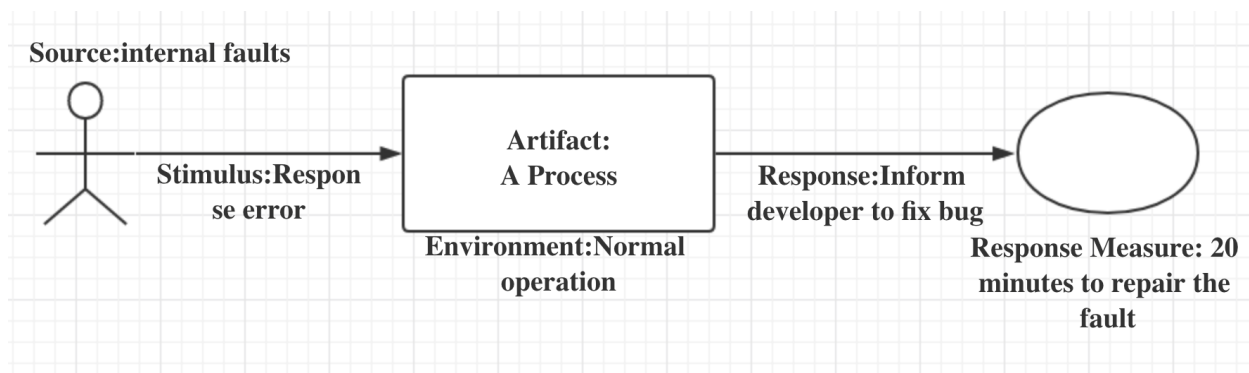 Source:internal faults
Stimulus:Respon
se error
Artifact:
A Process
Environment:Normal
operation
Response:Inform
developer to fix bug
Response Measure: 20
minutes to repair the
fault